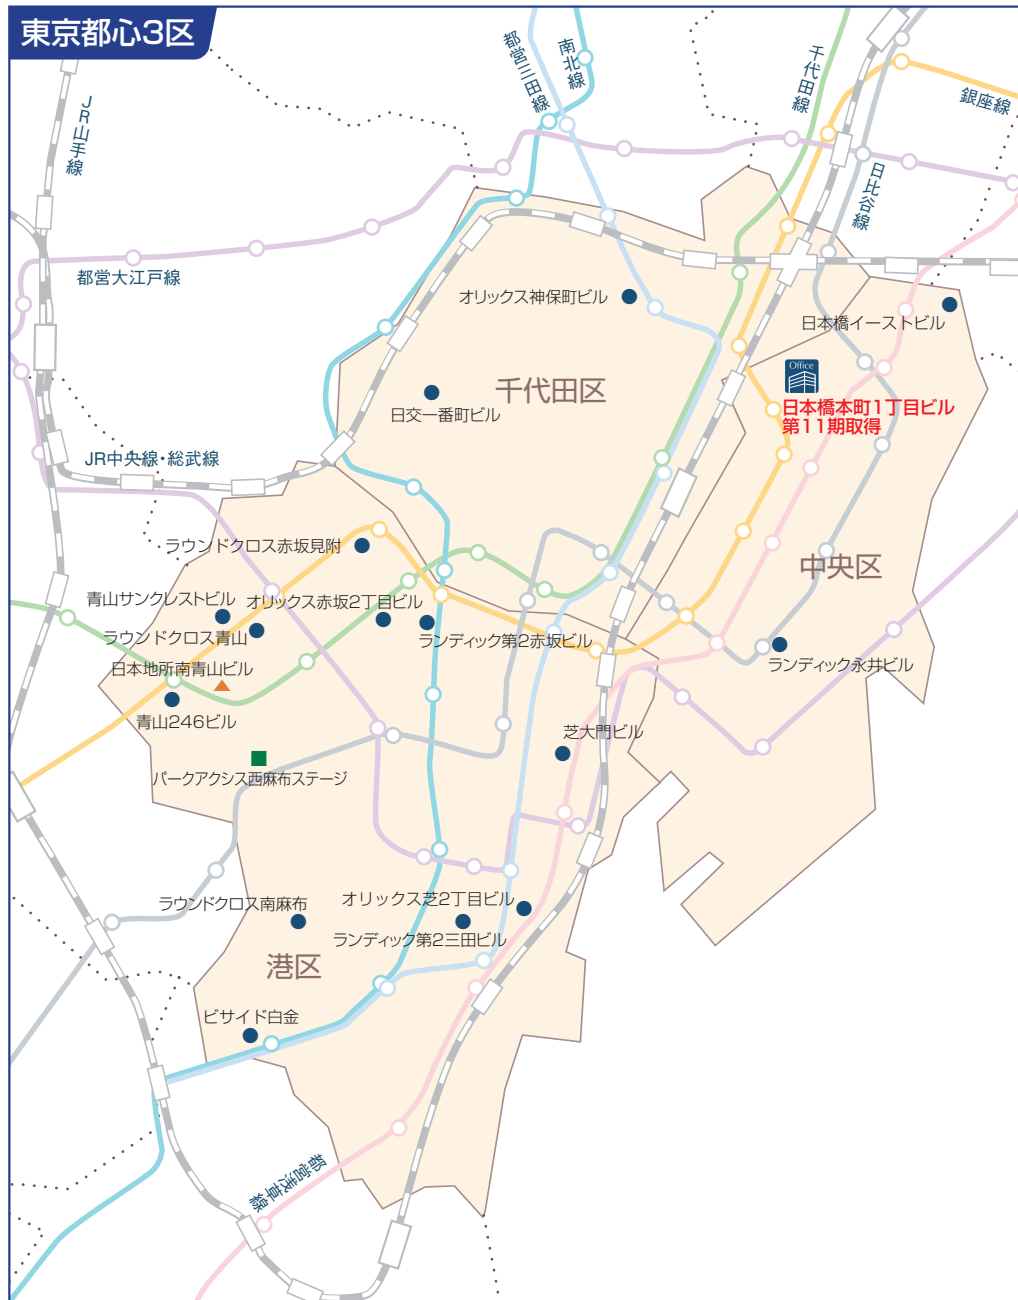 東京都心3区
都営三田線
南北線
千代田線
銀座線
JR山手線
日比谷線
都営大江戸線
オリックス神保町ビル
日本橋イーストビル
Office
千代田区
日本橋本町1丁目ビル
第11期取得
日交一番町ビル
JR中央線・総武線
ラウンドクロス赤坂見附
中央区
青山サンクレストビル
オリックス赤坂2丁目ビル
ラウンドクロス青山
ランディック第2赤坂ビル
日本地所南青山ビル
ランディック永井ビル
青山246ビル
芝大門ビル
パークアクシス西麻布ステージ
ラウンドクロス南麻布
オリックス芝2丁目ビル
ランディック第2三田ビル
港区
ビサイド白金
都営浅草線